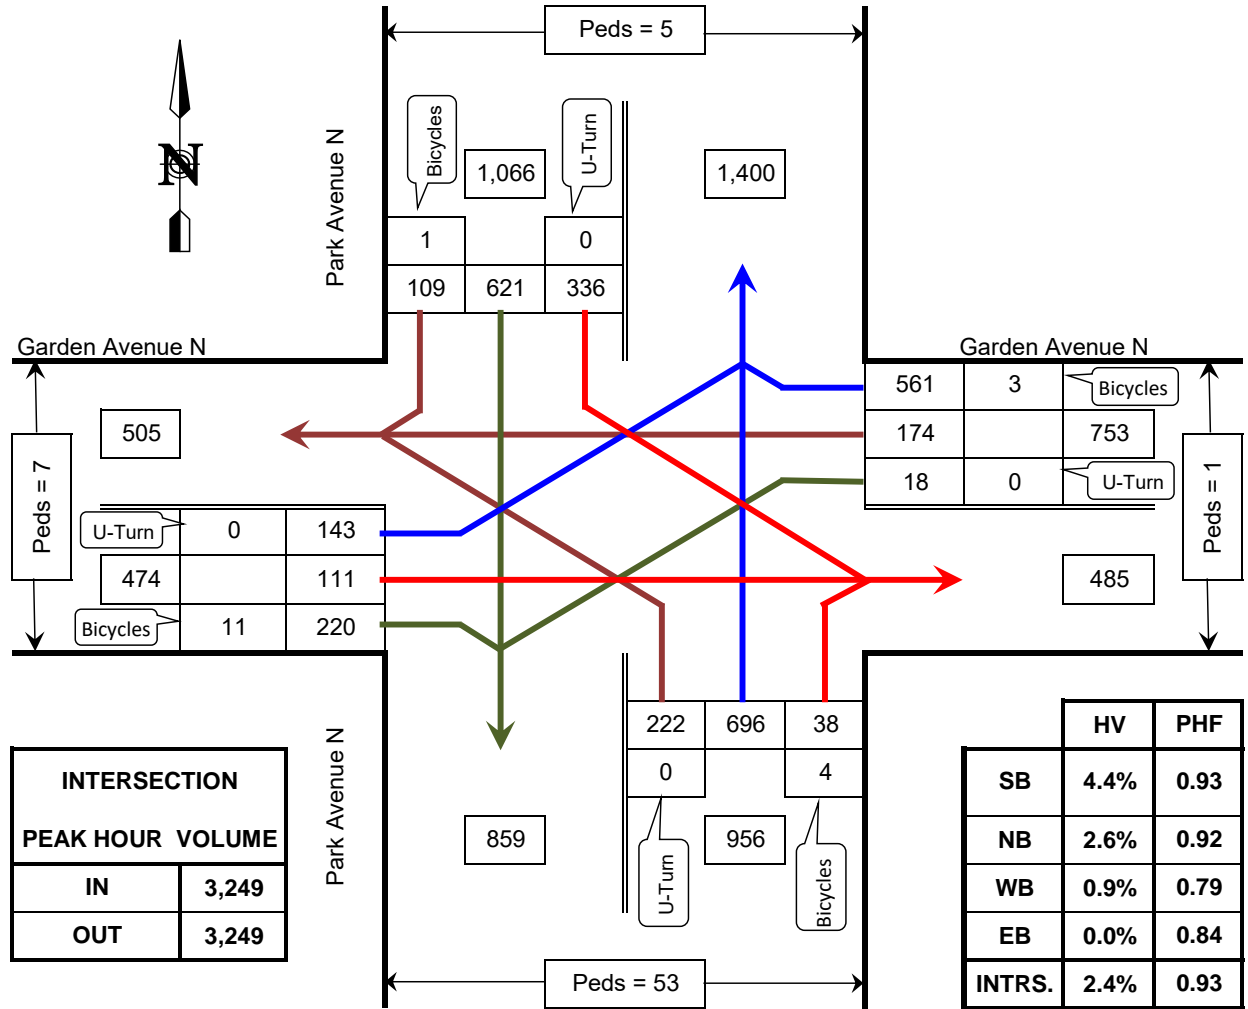 Peds = 5
N
Park Avenue N
Bicycles
U-Turn
1,066
1,400
1
0
109 621 336
Garden Avenue N
Garden Avenue N
561 3
Bicycles
505
174 753
18 0
U-Turn
Peds = 7
Peds = 1
U-Turn
0 143
474 111
485
Bicycles
11 220
222 696 38
0 4
Park Avenue N
859
956
U-Turn
Bicycles
Peds = 53
INTERSECTION
PEAK HOUR VOLUME
IN 3,249
OUT 3,249
HV PHF
SB 4.4% 0.93
NB 2.6% 0.92
WB 0.9% 0.79
EB 0.0% 0.84
INTRS. 2.4% 0.93